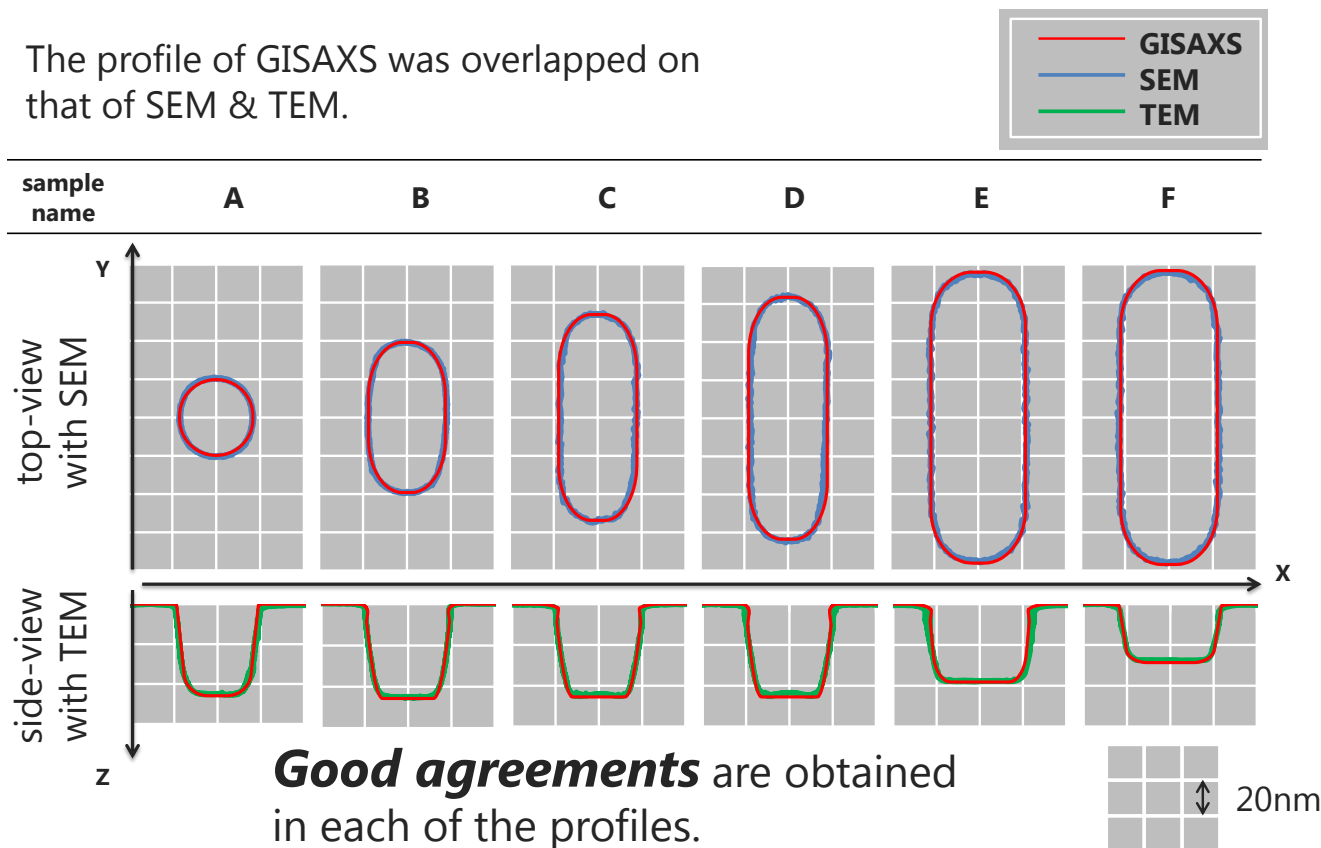 The profile of GISAXS was overlapped on
that of SEM & TEM.
GISAXS
SEM
TEM
sample
name
A
B
C
D
E
F
Y
top-view
with SEM
X
side-view
with TEM
Z
Good agreements are obtained
in each of the profiles.
20nm